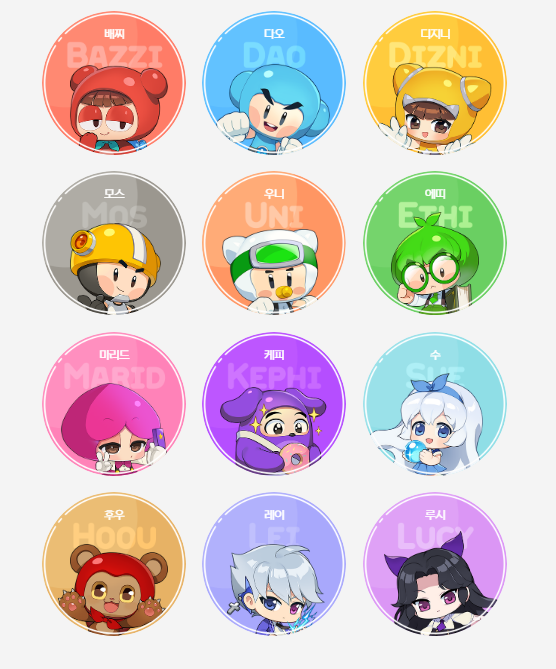 배찌
BAZZI
다오
DAO
디지니
DIZNI
모스
MOS
우니
UNI
에띠
ETHI
마리드
MARID
케피
KEPHI
수
SUE
후우
HOOU
레이
LEI
루시
LUCY